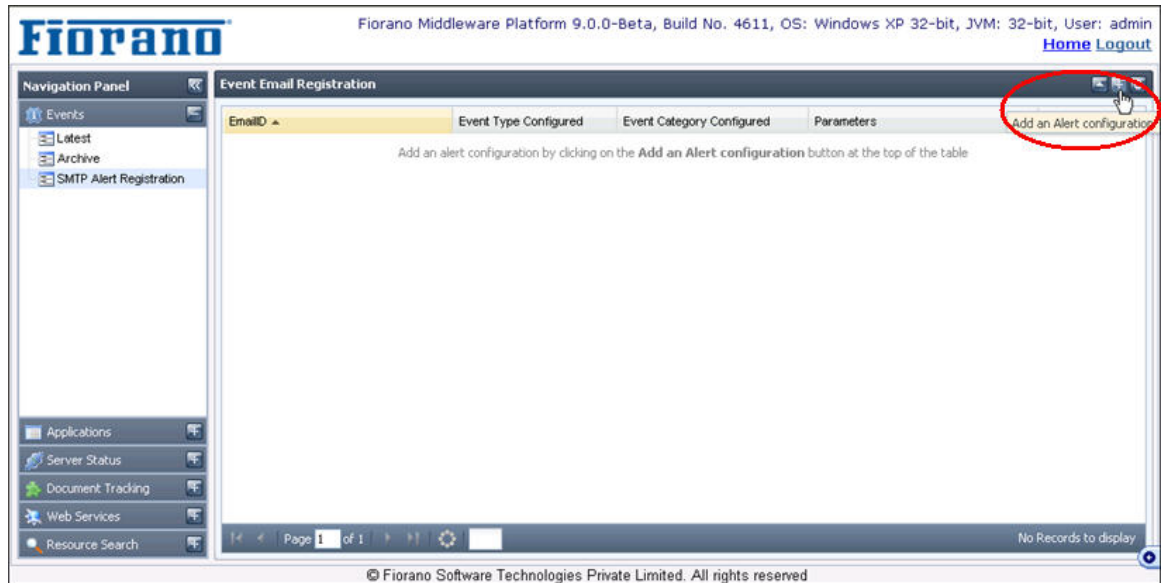 Fiorano
Fiorano Middleware Platform 9.0.0-Beta, Build No. 4611, OS: Windows XP 32-bit, JVM: 32-bit, User: admin
Home Logout
Navigation Panel
Event Email Registration
Events
Latest
Archive
SMTP Alert Registration
EmailID
Event Type Configured
Event Category Configured
Parameters
Add an Alert configuration
Add an alert configuration by clicking on the Add an Alert configuration button at the top of the table
Applications
Server Status
Document Tracking
Web Services
Resource Search
Page 1 of 1
No Records to display
© Fiorano Software Technologies Private Limited. All rights reserved